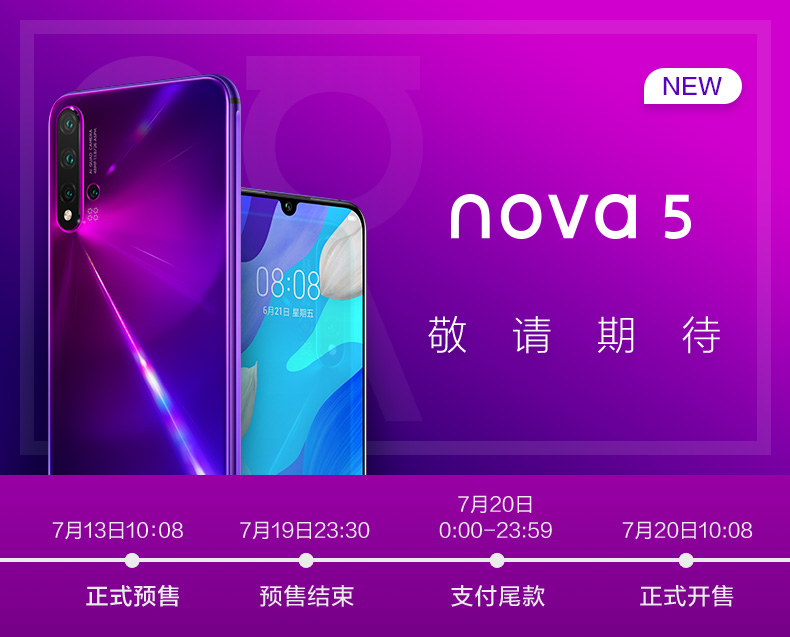 NEW
nova 5
敬请期待
08:08
6月21日 星期五
7月13日10:08
正式预售
7月19日23:30
预售结束
7月20日
0:00-23:59
支付尾款
7月20日10:08
正式开售